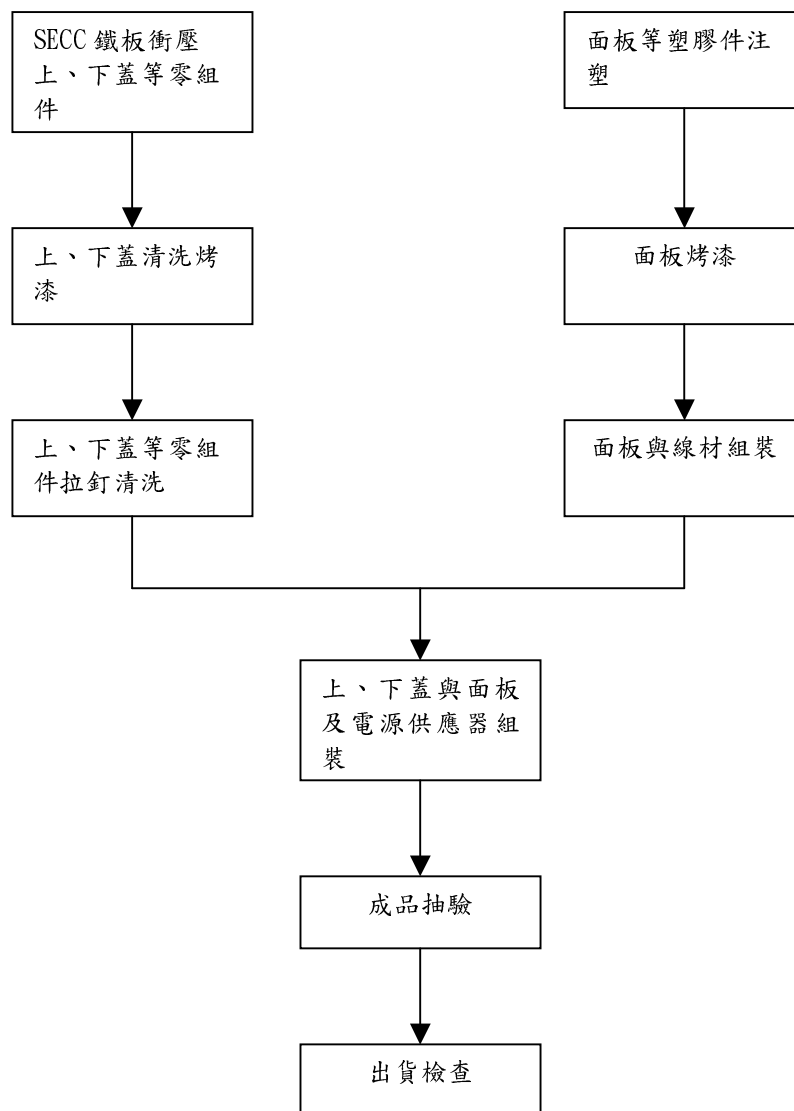 SECC 鐵板衝壓
上、下蓋等零組
件
面板等塑膠件注
塑
上、下蓋清洗烤
漆
面板烤漆
上、下蓋等零組
件拉釘清洗
面板與線材組裝
上、下蓋與面板
及電源供應器組
裝
成品抽驗
出貨檢查